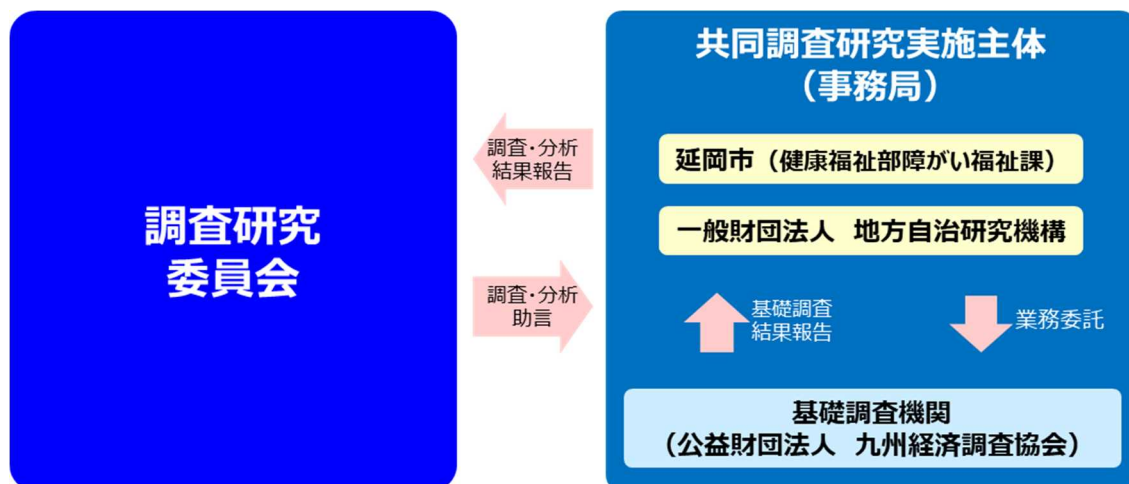 調査研究
委員会
調査・分析
結果報告
調査・分析
助言
共同調査研究実施主体
（事務局）
延岡市（健康福祉部障がい福祉課）
一般財団法人 地方自治研究機構
基礎調査
結果報告
業務委託
基礎調査機関
（公益財団法人 九州経済調査協会）